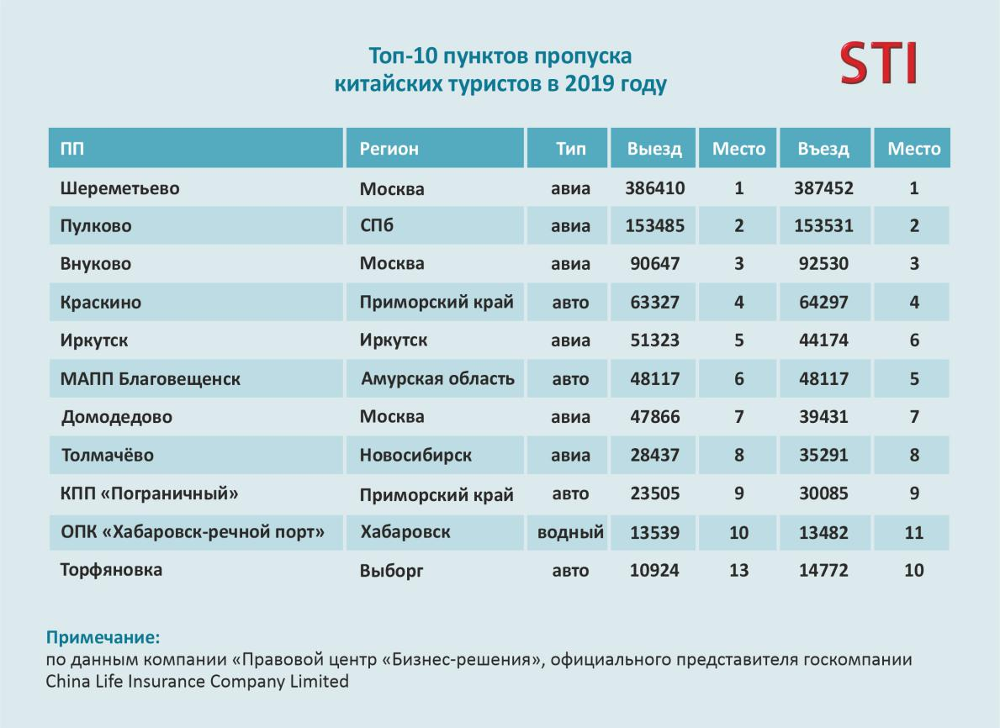 Топ-10 пунктов пропуска
китайских туристов в 2019 году
STI
ПП Регион Тип Выезд Место Въезд Место
Шереметьево Москва авиа 386410 1 387452 1
Пулково СПб авиа 153485 2 153531 2
Внуково Москва авиа 90647 3 92530 3
Краскино Приморский край авто 63327 4 64297 4
Иркутск Иркутск авиа 51323 5 44174 6
МАПП Благовещенск Амурская область авто 48117 6 48117 5
Домодедово Москва авиа 47866 7 39431 7
Толмачёво Новосибирск авиа 28437 8 35291 8
КПП «Пограничный» Приморский край авто 23505 9 30085 9
ОПК «Хабаровск-речной порт» Хабаровск водный 13539 10 13482 11
Торфяновка Выборг авто 10924 13 14772 10
Примечание:
по данным компании «Правовой центр «Бизнес-решения», официального представителя госкомпании
China Life Insurance Company Limited